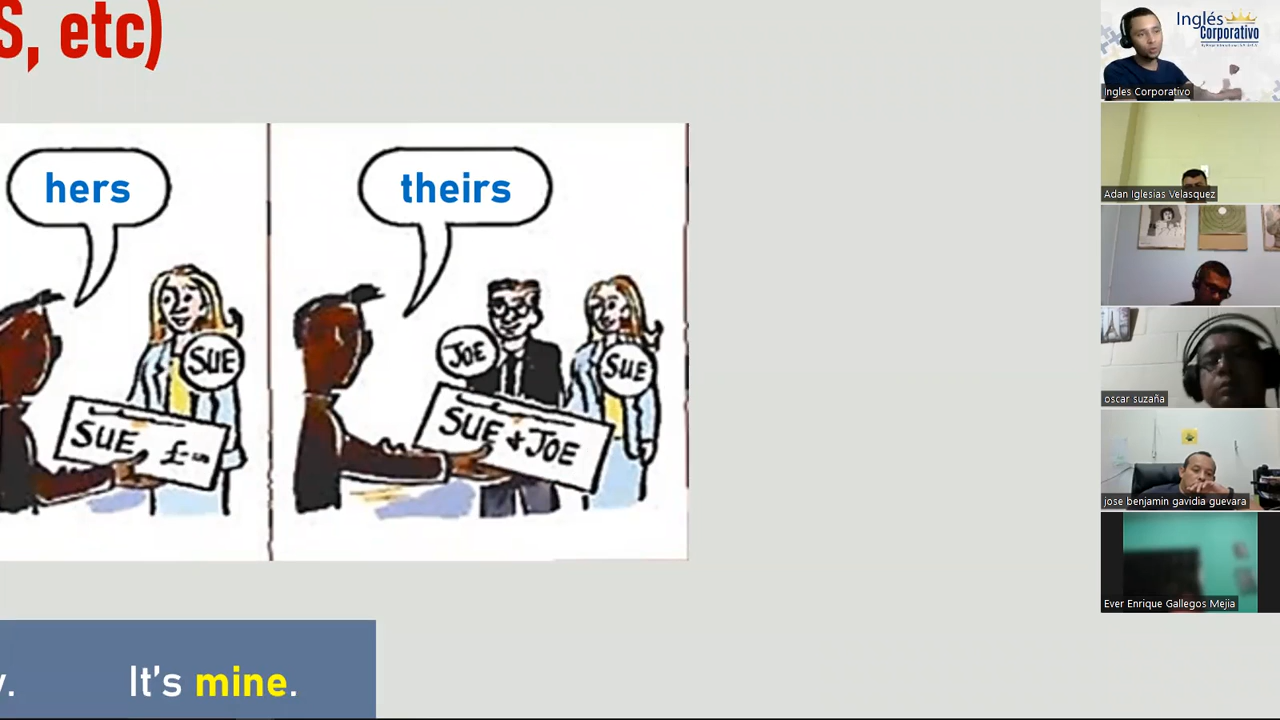 S, etc)
hers
theirs
SUE
JOE
SUE
SUE £
SUE + JOE
It's mine.
Inglés
Corporativo
Ingles Corporativo
Adan Iglesias Velasquez
oscar suzaña
jose benjamin gavidia guevara
Ever Enrique Gallegos Mejia